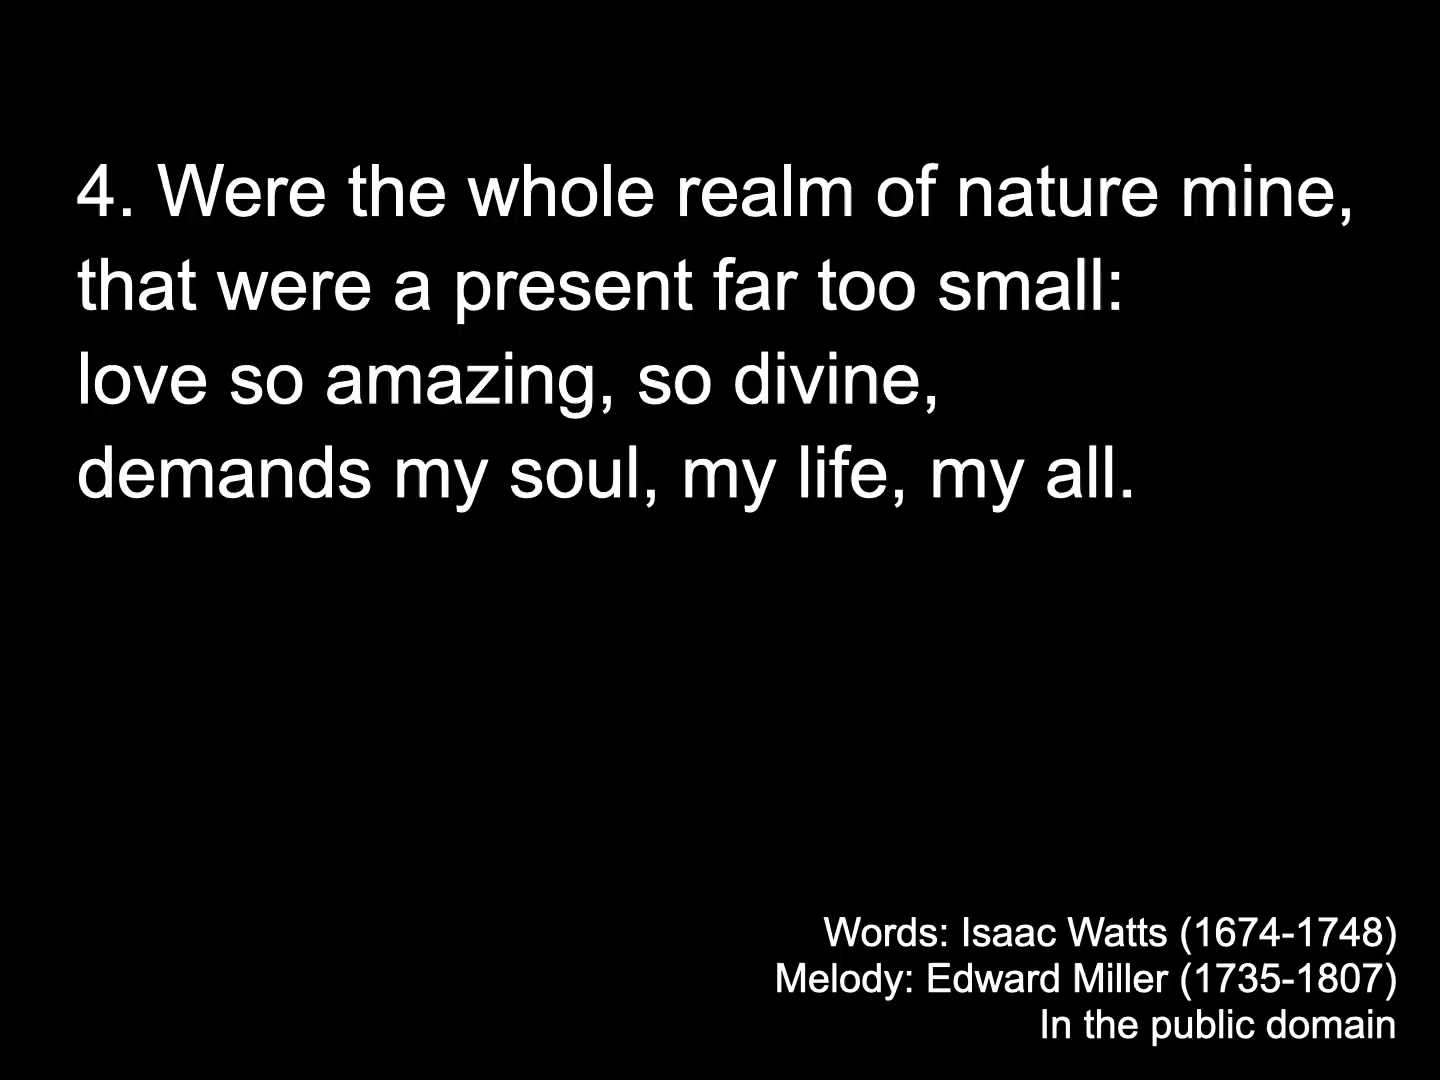 4. Were the whole realm of nature mine,
that were a present far too small:
love so amazing, so divine,
demands my soul, my life, my all.
Words: Isaac Watts (1674-1748)
Melody: Edward Miller (1735-1807)
In the public domain